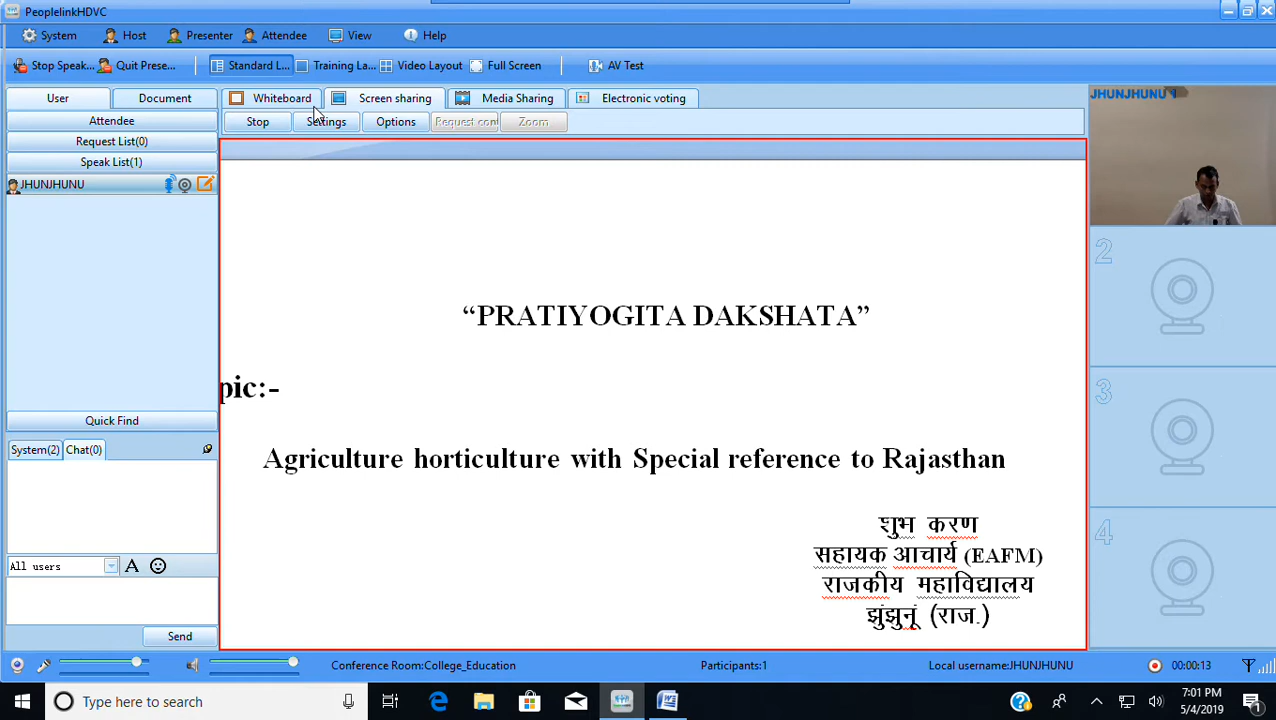 PeoplelinkHDVC
System Host Presenter Attendee View Help
Stop Speak... Quit Prese... Standard L... Training La... Video Layout Full Screen AV Test
User Document Whiteboard Screen sharing Media Sharing Electronic voting
Attendee Stop Settings Options Request cont Zoom
Request List(0)
Speak List(1)
JHUNJHUNU
JHUNJHUNU 1
2
3
4
“PRATIYOGITA DAKSHATA”
pic:-
Agriculture horticulture with Special reference to Rajasthan
शुभ करण
सहायक आचार्य (EAFM)
राजकीय महाविद्यालय
झुंझुनूं (राज.)
Quick Find
System(2) Chat(0)
All users A
Send
Conference Room:College_Education Participants:1 Local username:JHUNJHUNU 00:00:13
Type here to search
7:01 PM
5/4/2019
1